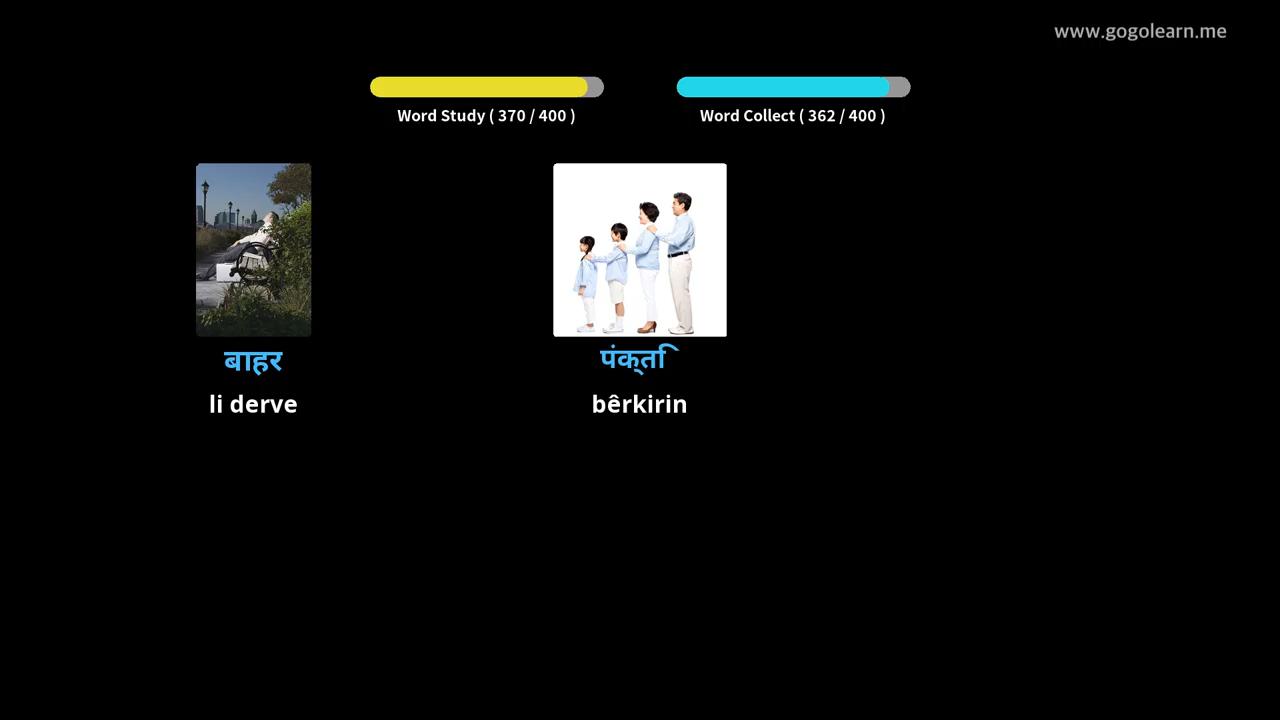 www.gogolearn.me
Word Study ( 370 / 400 )
Word Collect ( 362 / 400 )
बाहर
पंक्ति
li derve
bêrkirin